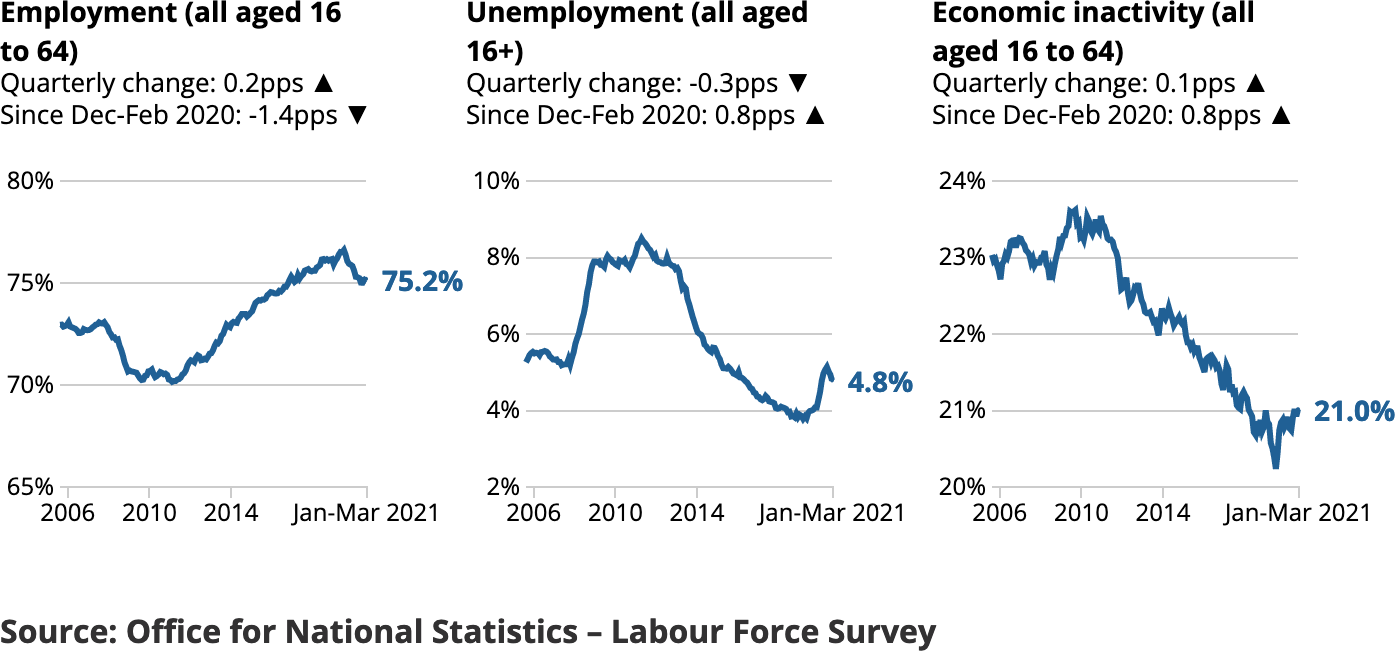 Employment (all aged 16
to 64)
Quarterly change: 0.2pps ▲
Since Dec-Feb 2020: -1.4pps ▼
80%
75%
70%
65%
75.2%
2006 2010 2014 Jan-Mar 2021
Unemployment (all aged
16+)
Quarterly change: -0.3pps ▼
Since Dec-Feb 2020: 0.8pps ▲
10%
8%
6%
4%
2%
4.8%
2006 2010 2014 Jan-Mar 2021
Economic inactivity (all
aged 16 to 64)
Quarterly change: 0.1pps ▲
Since Dec-Feb 2020: 0.8pps ▲
24%
23%
22%
21%
20%
21.0%
2006 2010 2014 Jan-Mar 2021
Source: Office for National Statistics – Labour Force Survey